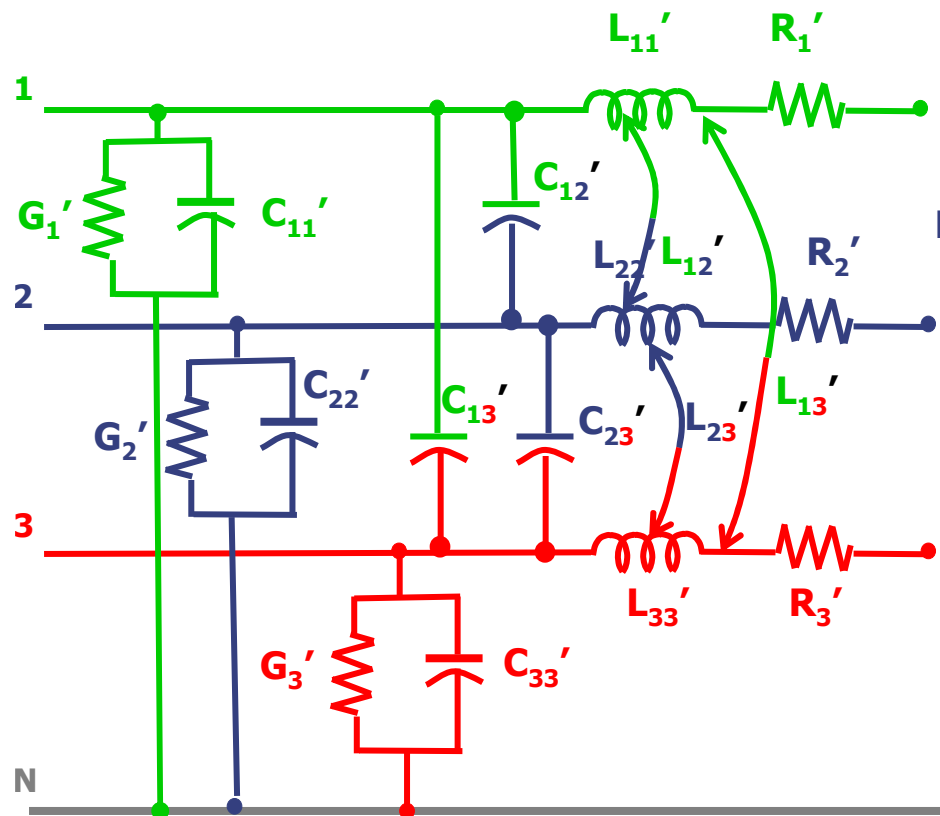 L₁₁′ R₁′
1
G₁′ C₁₁′ C₁₂′
2 L₂₂′ L₁₂′ R₂′
G₂′ C₂₂′ C₁₃′ C₂₃′ L₂₃′ L₁₃′
3
L₃₃′ R₃′
G₃′ C₃₃′
N